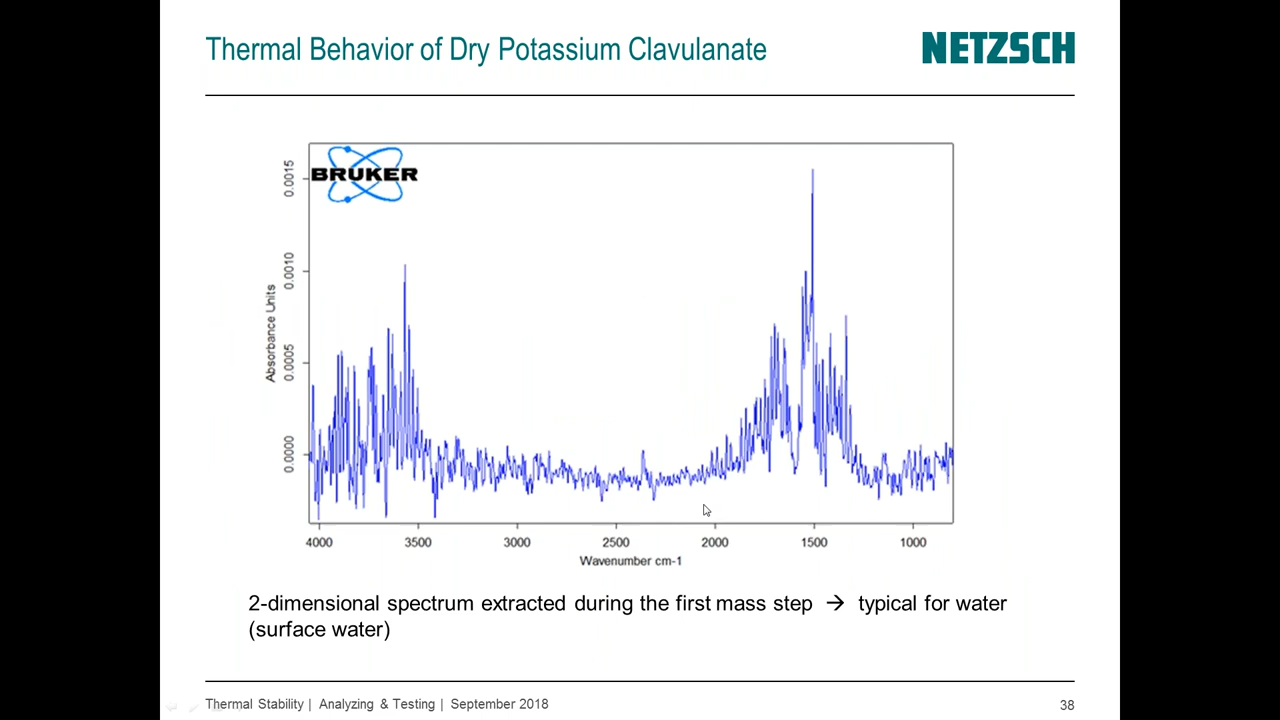 Thermal Behavior of Dry Potassium Clavulanate
NETZSCH
BRUKER
Absorbance Units
0.0015
0.0010
0.0005
0.0000
4000 3500 3000 2500 2000 1500 1000
Wavenumber cm-1
2-dimensional spectrum extracted during the first mass step → typical for water
(surface water)
Thermal Stability | Analyzing & Testing | September 2018
38